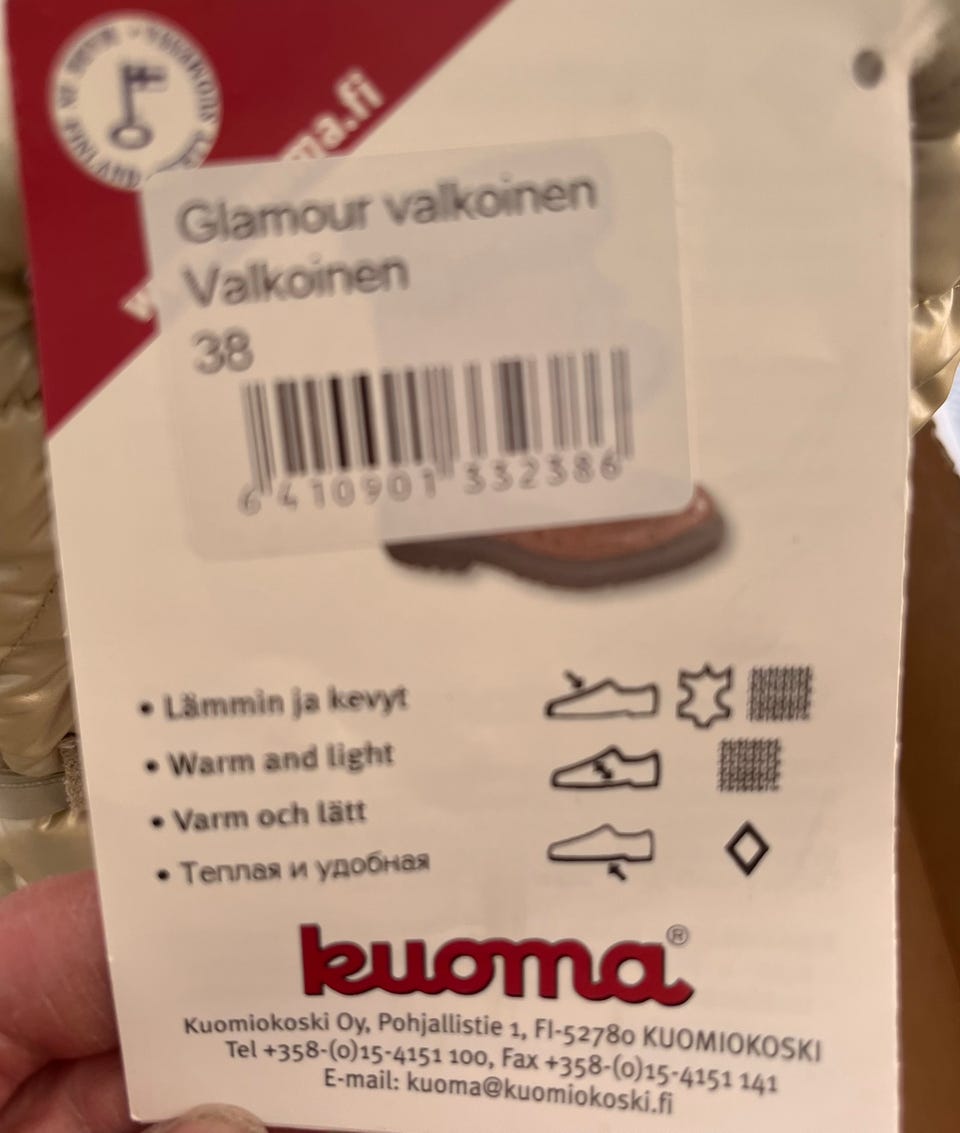 ma.fi
w
Glamour valkoinen
Valkoinen
38
6 410901 332386
• Lämmin ja kevyt
• Warm and light
• Varm och lätt
• Теплая и удобная
kuoma®
Kuomiokoski Oy, Pohjallistie 1, FI-52780 KUOMIOKOSKI
Tel +358-(0)15-4151 100, Fax +358-(0)15-4151 141
E-mail: kuoma@kuomiokoski.fi